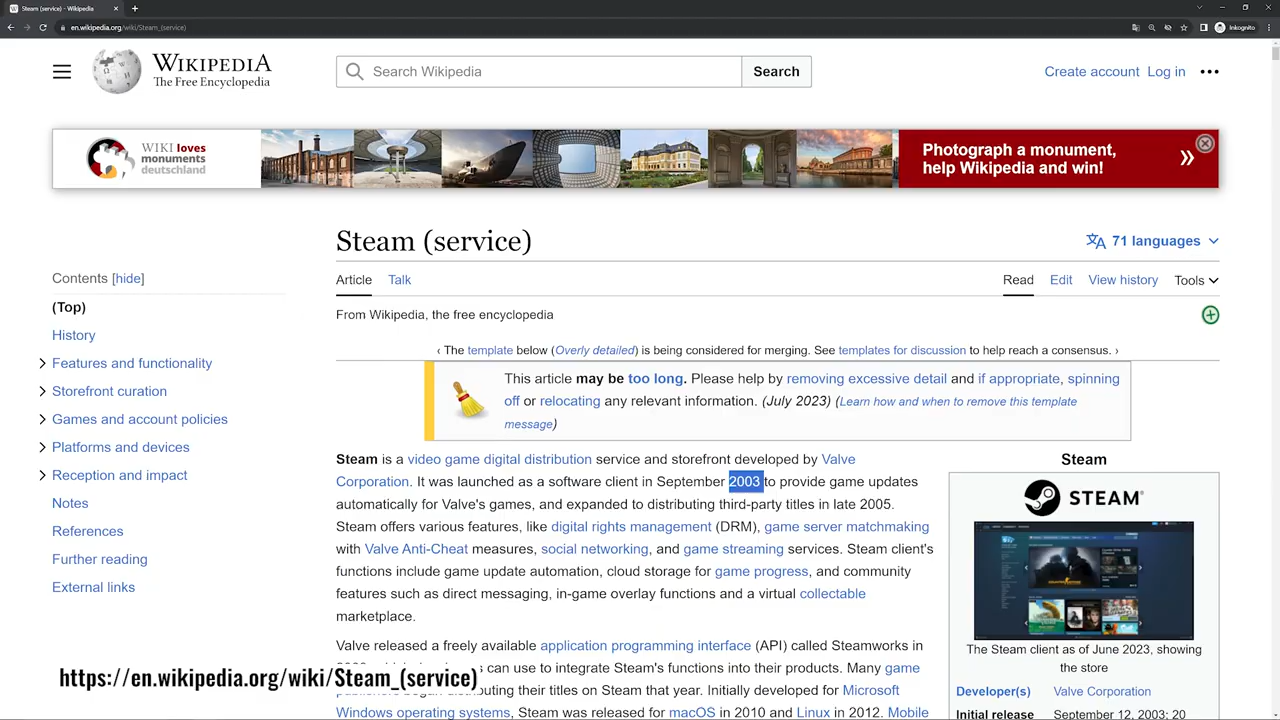 Steam (service) - Wikipedia
en.wikipedia.org/wiki/Steam_(service)
Inkognito
WIKIPEDIA
The Free Encyclopedia
Search Wikipedia
Search
Create account Log in
WIKI loves
monuments
deutschland
Photograph a monument,
help Wikipedia and win!
Steam (service)
71 languages
Contents [hide]
(Top)
History
Features and functionality
Storefront curation
Games and account policies
Platforms and devices
Reception and impact
Notes
References
Further reading
External links
Article Talk
Read Edit View history Tools
From Wikipedia, the free encyclopedia
‹ The template below (Overly detailed) is being considered for merging. See templates for discussion to help reach a consensus. ›
This article may be too long. Please help by removing excessive detail and if appropriate, spinning
off or relocating any relevant information. (July 2023) (Learn how and when to remove this template
message)
Steam is a video game digital distribution service and storefront developed by Valve
Corporation. It was launched as a software client in September 2003 to provide game updates
automatically for Valve's games, and expanded to distributing third-party titles in late 2005.
Steam offers various features, like digital rights management (DRM), game server matchmaking
with Valve Anti-Cheat measures, social networking, and game streaming services. Steam client's
functions include game update automation, cloud storage for game progress, and community
features such as direct messaging, in-game overlay functions and a virtual collectable
marketplace.
Valve released a freely available application programming interface (API) called Steamworks in
can use to integrate Steam's functions into their products. Many game
their titles on Steam that year. Initially developed for Microsoft
Windows operating systems, Steam was released for macOS in 2010 and Linux in 2012. Mobile
Steam
STEAM
The Steam client as of June 2023, showing
the store
Developer(s) Valve Corporation
Initial release September 12, 2003; 20
https://en.wikipedia.org/wiki/Steam_(service)